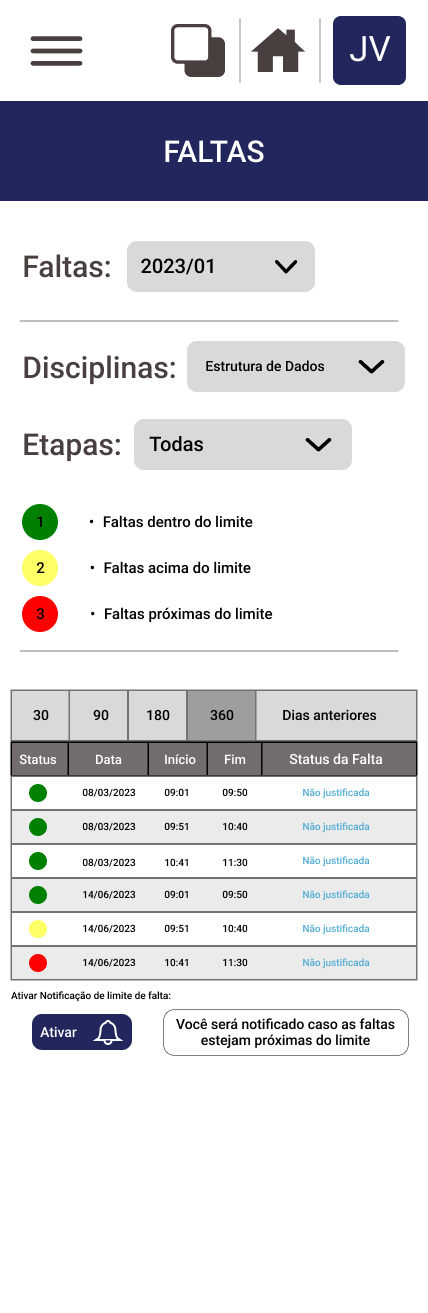 JV
FALTAS
Faltas: 2023/01
Disciplinas: Estrutura de Dados
Etapas: Todas
1 • Faltas dentro do limite
2 • Faltas acima do limite
3 • Faltas próximas do limite
30 90 180 360 Dias anteriores
Status Data Início Fim Status da Falta
08/03/2023 09:01 09:50 Não justificada
08/03/2023 09:51 10:40 Não justificada
08/03/2023 10:41 11:30 Não justificada
14/06/2023 09:01 09:50 Não justificada
14/06/2023 09:51 10:40 Não justificada
14/06/2023 10:41 11:30 Não justificada
Ativar Notificação de limite de falta:
Ativar
Você será notificado caso as faltas
estejam próximas do limite